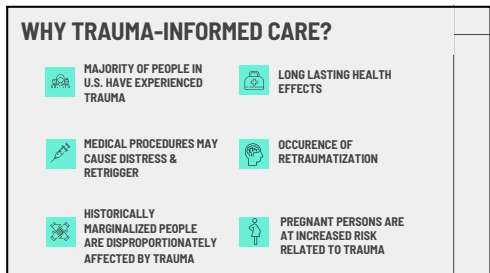 WHY TRAUMA-INFORMED CARE?
MAJORITY OF PEOPLE IN
U.S. HAVE EXPERIENCED
TRAUMA
LONG LASTING HEALTH
EFFECTS
MEDICAL PROCEDURES MAY
CAUSE DISTRESS &
RETRIGGER
OCCURENCE OF
RETRAUMATIZATION
HISTORICALLY
MARGINALIZED PEOPLE
ARE DISPROPORTIONATELY
AFFECTED BY TRAUMA
PREGNANT PERSONS ARE
AT INCREASED RISK
RELATED TO TRAUMA